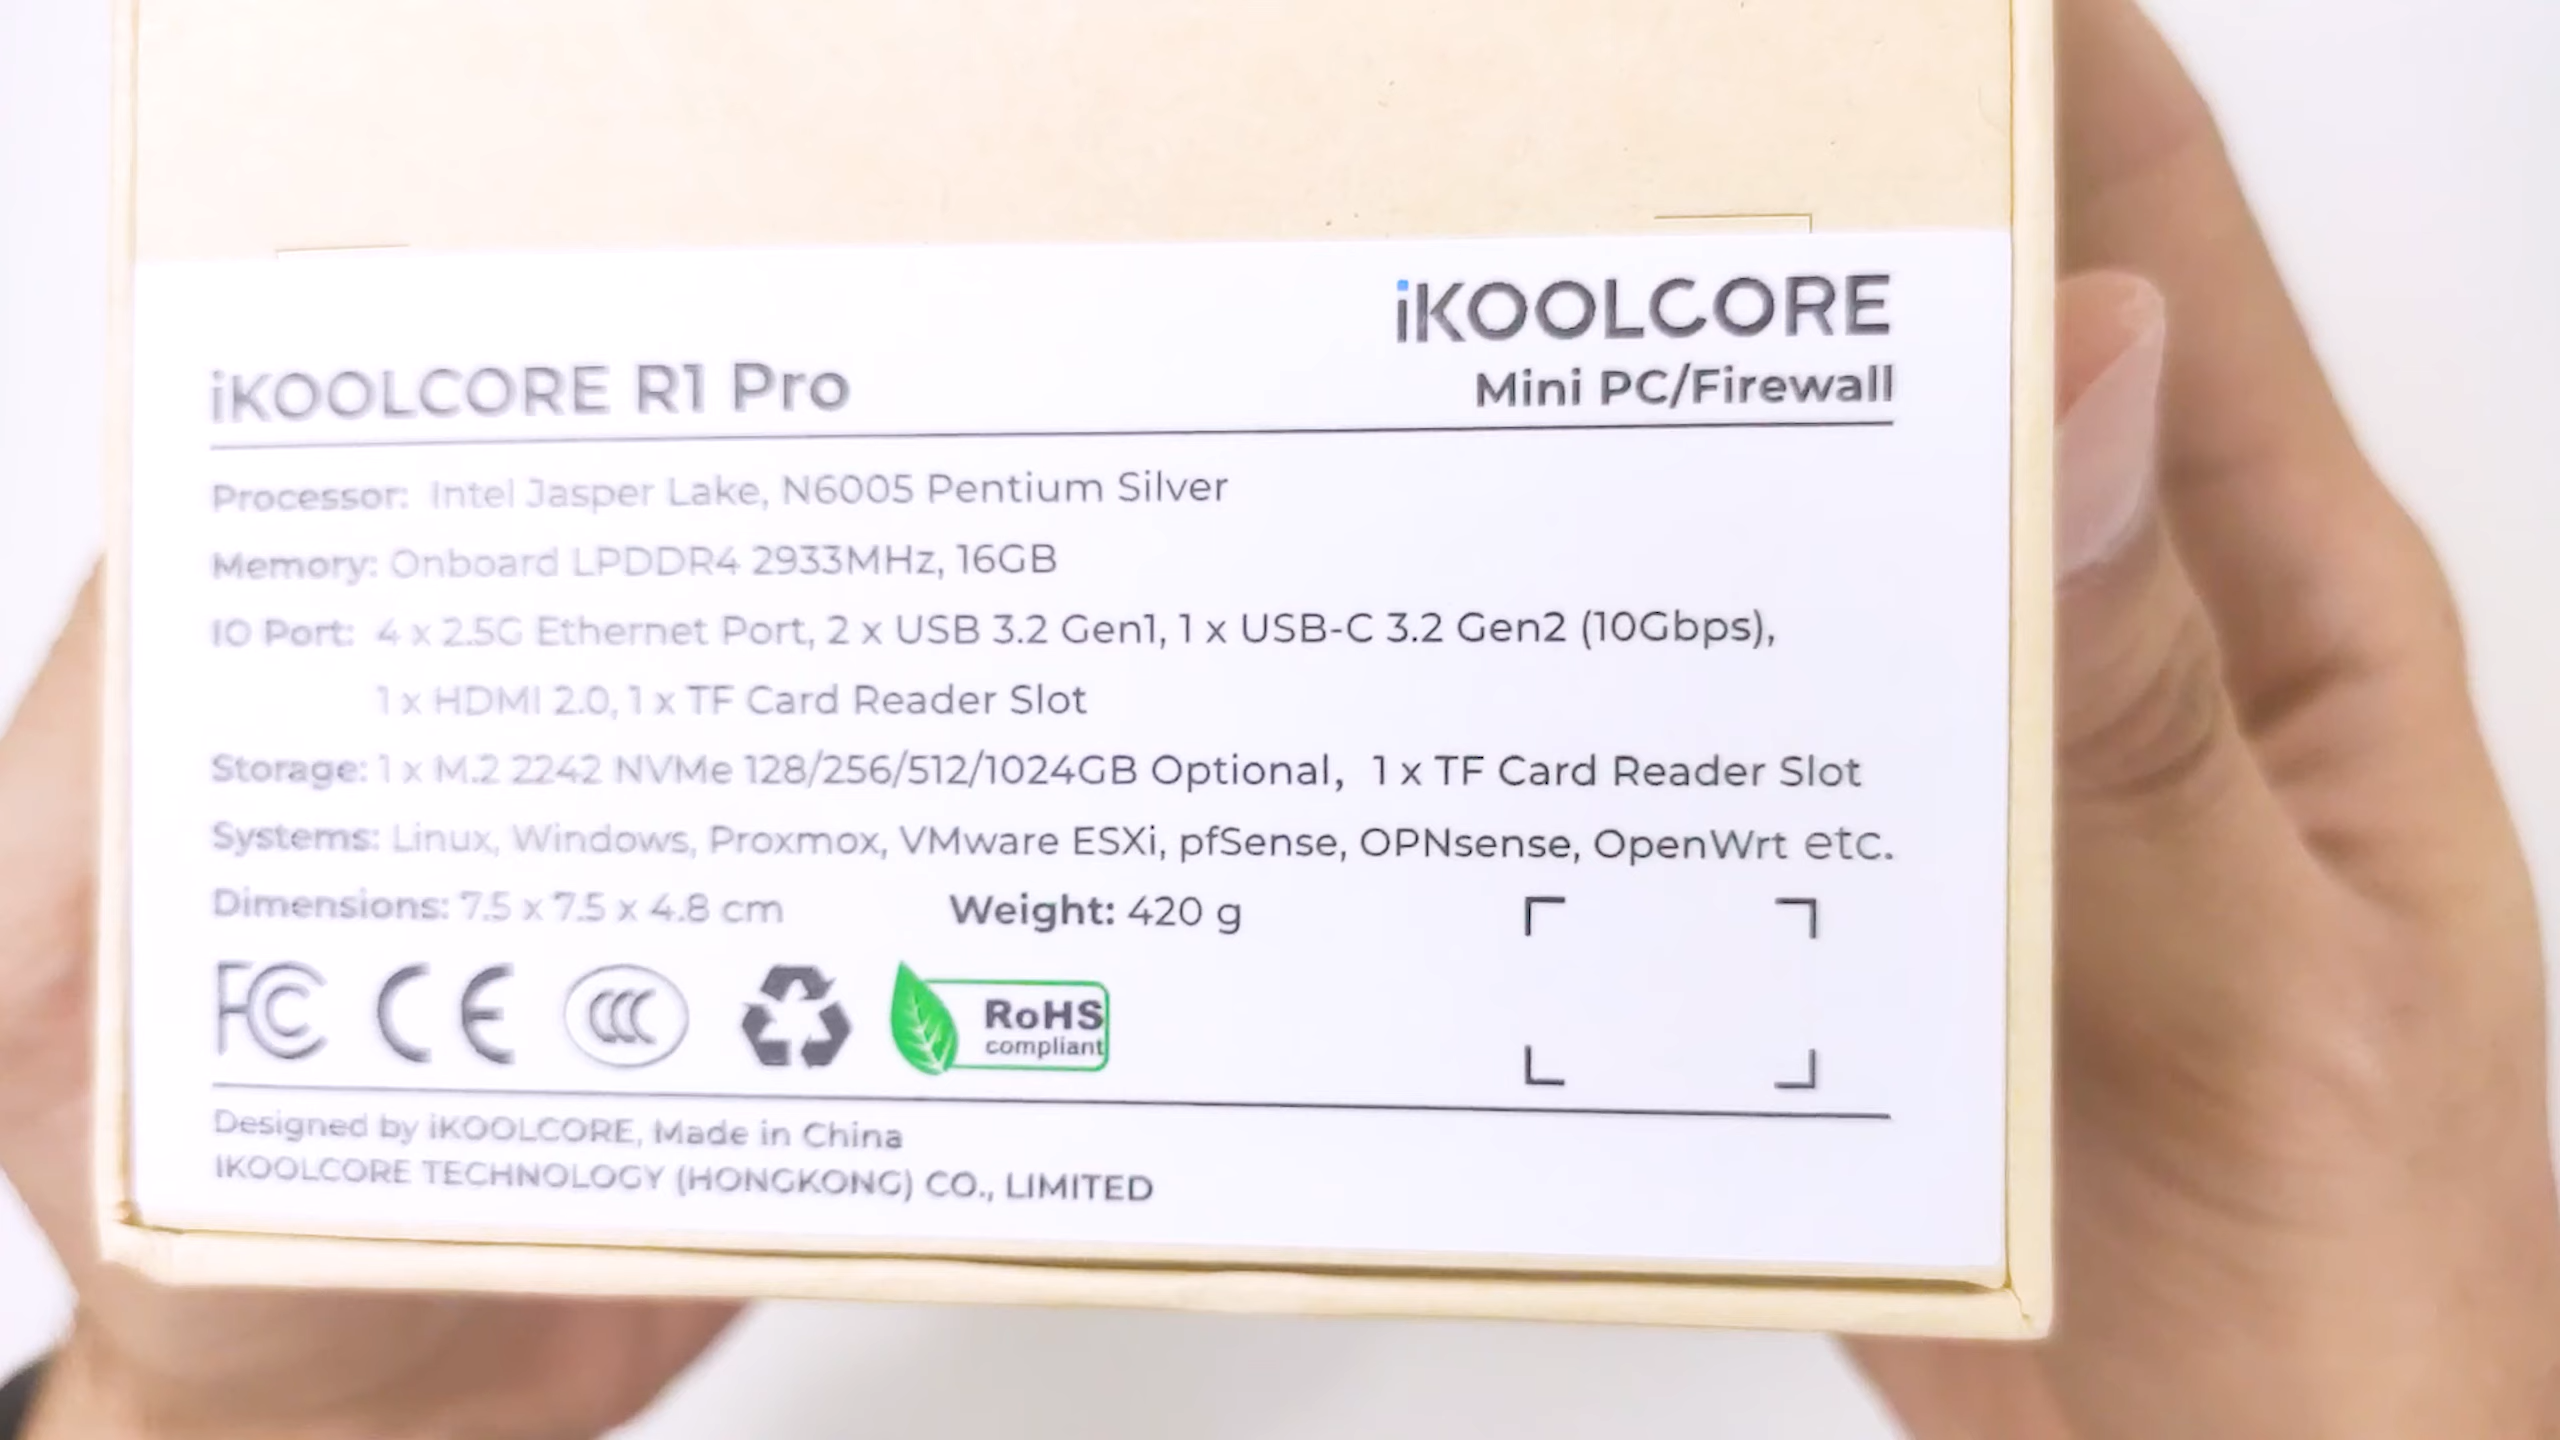 iKOOLCORE
iKOOLCORE R1 Pro
Mini PC/Firewall
Processor: Intel Jasper Lake, N6005 Pentium Silver
Memory: Onboard LPDDR4 2933MHz, 16GB
IO Port: 4 x 2.5G Ethernet Port, 2 x USB 3.2 Gen1, 1 x USB-C 3.2 Gen2 (10Gbps),
1 x HDMI 2.0, 1 x TF Card Reader Slot
Storage: 1 x M.2 2242 NVMe 128/256/512/1024GB Optional, 1 x TF Card Reader Slot
Systems: Linux, Windows, Proxmox, VMware ESXi, pfSense, OPNsense, OpenWrt etc.
Dimensions: 7.5 x 7.5 x 4.8 cm Weight: 420 g
FC CE CCC RoHS
compliant
Designed by iKOOLCORE, Made in China
IKOOLCORE TECHNOLOGY (HONGKONG) CO., LIMITED